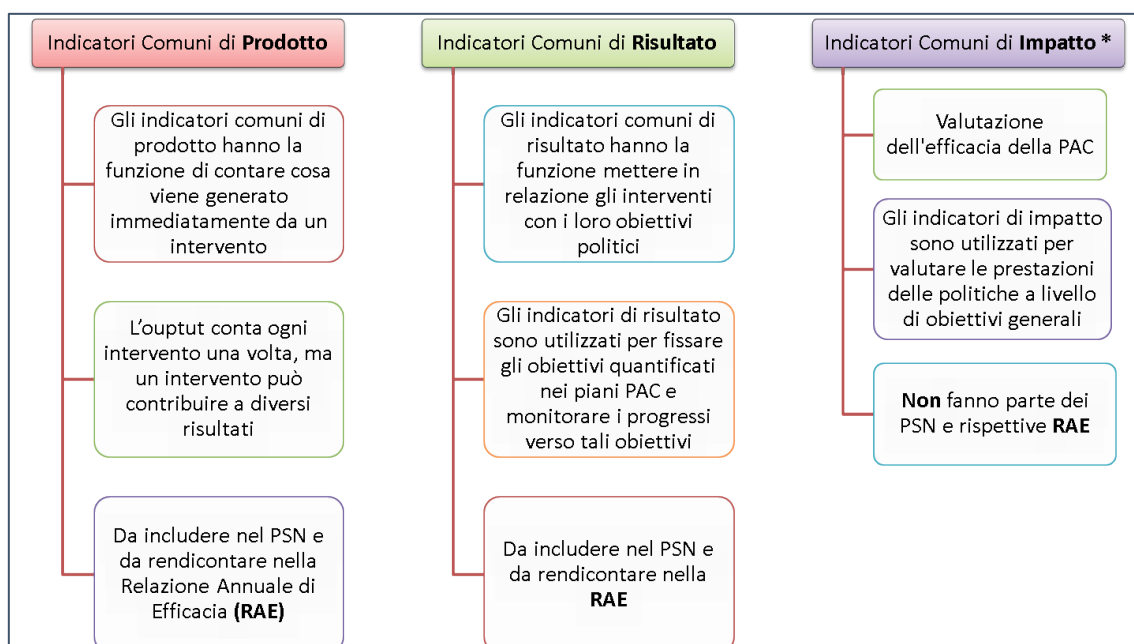 Indicatori Comuni di Prodotto
Gli indicatori comuni di
prodotto hanno la
funzione di contare cosa
viene generato
immediatamente da un
intervento
L'ouptut conta ogni
intervento una volta, ma
un intervento può
contribuire a diversi
risultati
Da includere nel PSN e
da rendicontare nella
Relazione Annuale di
Efficacia (RAE)
Indicatori Comuni di Risultato
Gli indicatori comuni di
risultato hanno la
funzione mettere in
relazione gli interventi
con i loro obiettivi
politici
Gli indicatori di risultato
sono utilizzati per fissare
gli obiettivi quantificati
nei piani PAC e
monitorare i progressi
verso tali obiettivi
Da includere nel PSN e
da rendicontare nella
RAE
Indicatori Comuni di Impatto *
Valutazione
dell'efficacia della PAC
Gli indicatori di impatto
sono utilizzati per
valutare le prestazioni
delle politiche a livello
di obiettivi generali
Non fanno parte dei
PSN e rispettive RAE